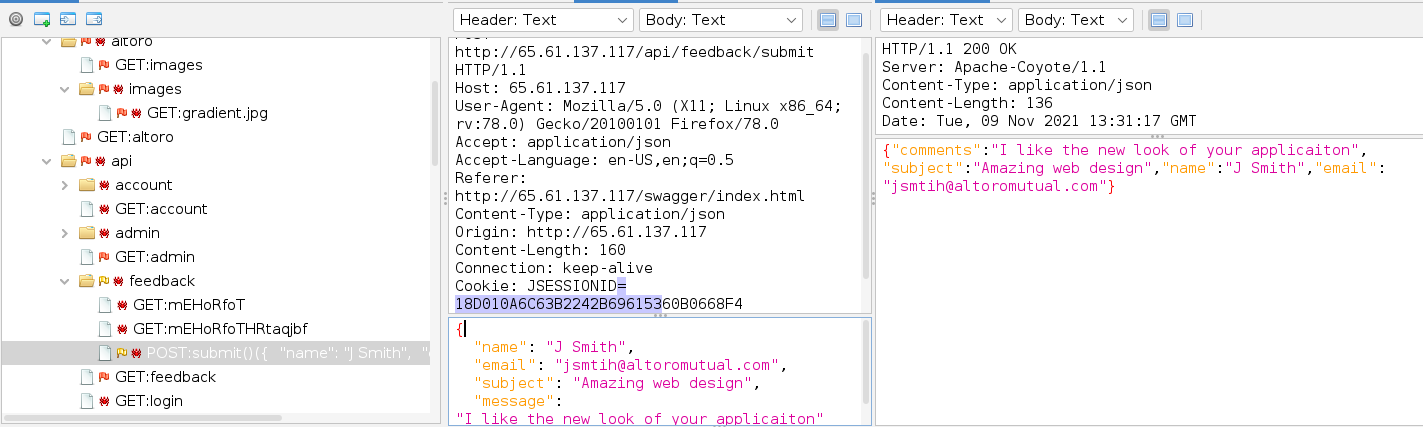 Header: Text
Body: Text
Header: Text
Body: Text
altoro
GET:images
images
GET:gradient.jpg
GET:altoro
api
account
GET:account
admin
GET:admin
feedback
GET:mEHoRfoT
GET:mEHoRfoTHRtaqjbf
POST:submit()({ "name": "J Smith",
GET:feedback
GET:login
POST
http://65.61.137.117/api/feedback/submit
HTTP/1.1
Host: 65.61.137.117
User-Agent: Mozilla/5.0 (X11; Linux x86_64;
rv:78.0) Gecko/20100101 Firefox/78.0
Accept: application/json
Accept-Language: en-US,en;q=0.5
Referer:
http://65.61.137.117/swagger/index.html
Content-Type: application/json
Origin: http://65.61.137.117
Content-Length: 160
Connection: keep-alive
Cookie: JSESSIONID=
18D010A6C63B2242B69615360B0668F4
{
"name": "J Smith",
"email": "jsmtih@altoromutual.com",
"subject": "Amazing web design",
"message":
"I like the new look of your applicaiton"
HTTP/1.1 200 OK
Server: Apache-Coyote/1.1
Content-Type: application/json
Content-Length: 136
Date: Tue, 09 Nov 2021 13:31:17 GMT
{"comments":"I like the new look of your applicaiton",
"subject":"Amazing web design","name":"J Smith","email":
"jsmtih@altoromutual.com"}